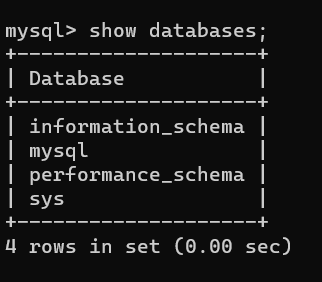 mysql> show databases;
+--------------------+
| Database           |
+--------------------+
| information_schema |
| mysql              |
| performance_schema |
| sys                |
+--------------------+
4 rows in set (0.00 sec)